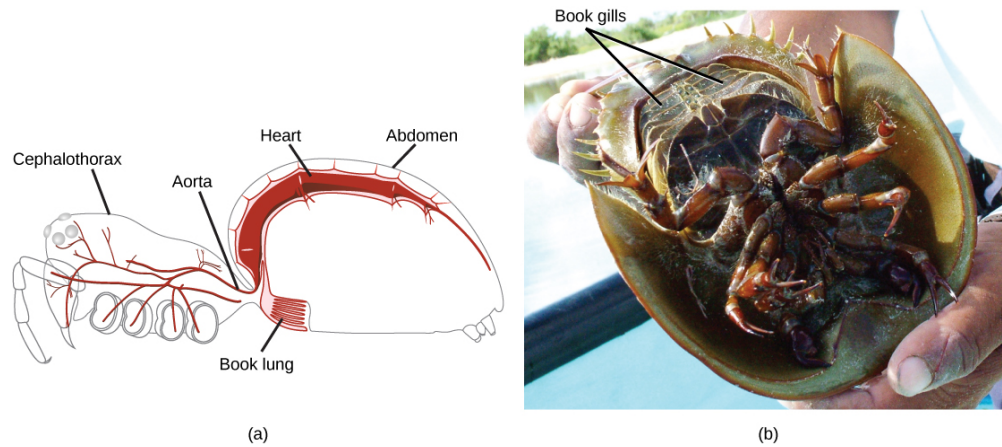 Book gills
Heart
Abdomen
Cephalothorax
Aorta
Book lung
(a)
(b)